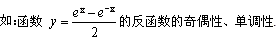 如:函数 y = (e^x − e^−x)/2 的反函数的奇偶性、单调性.